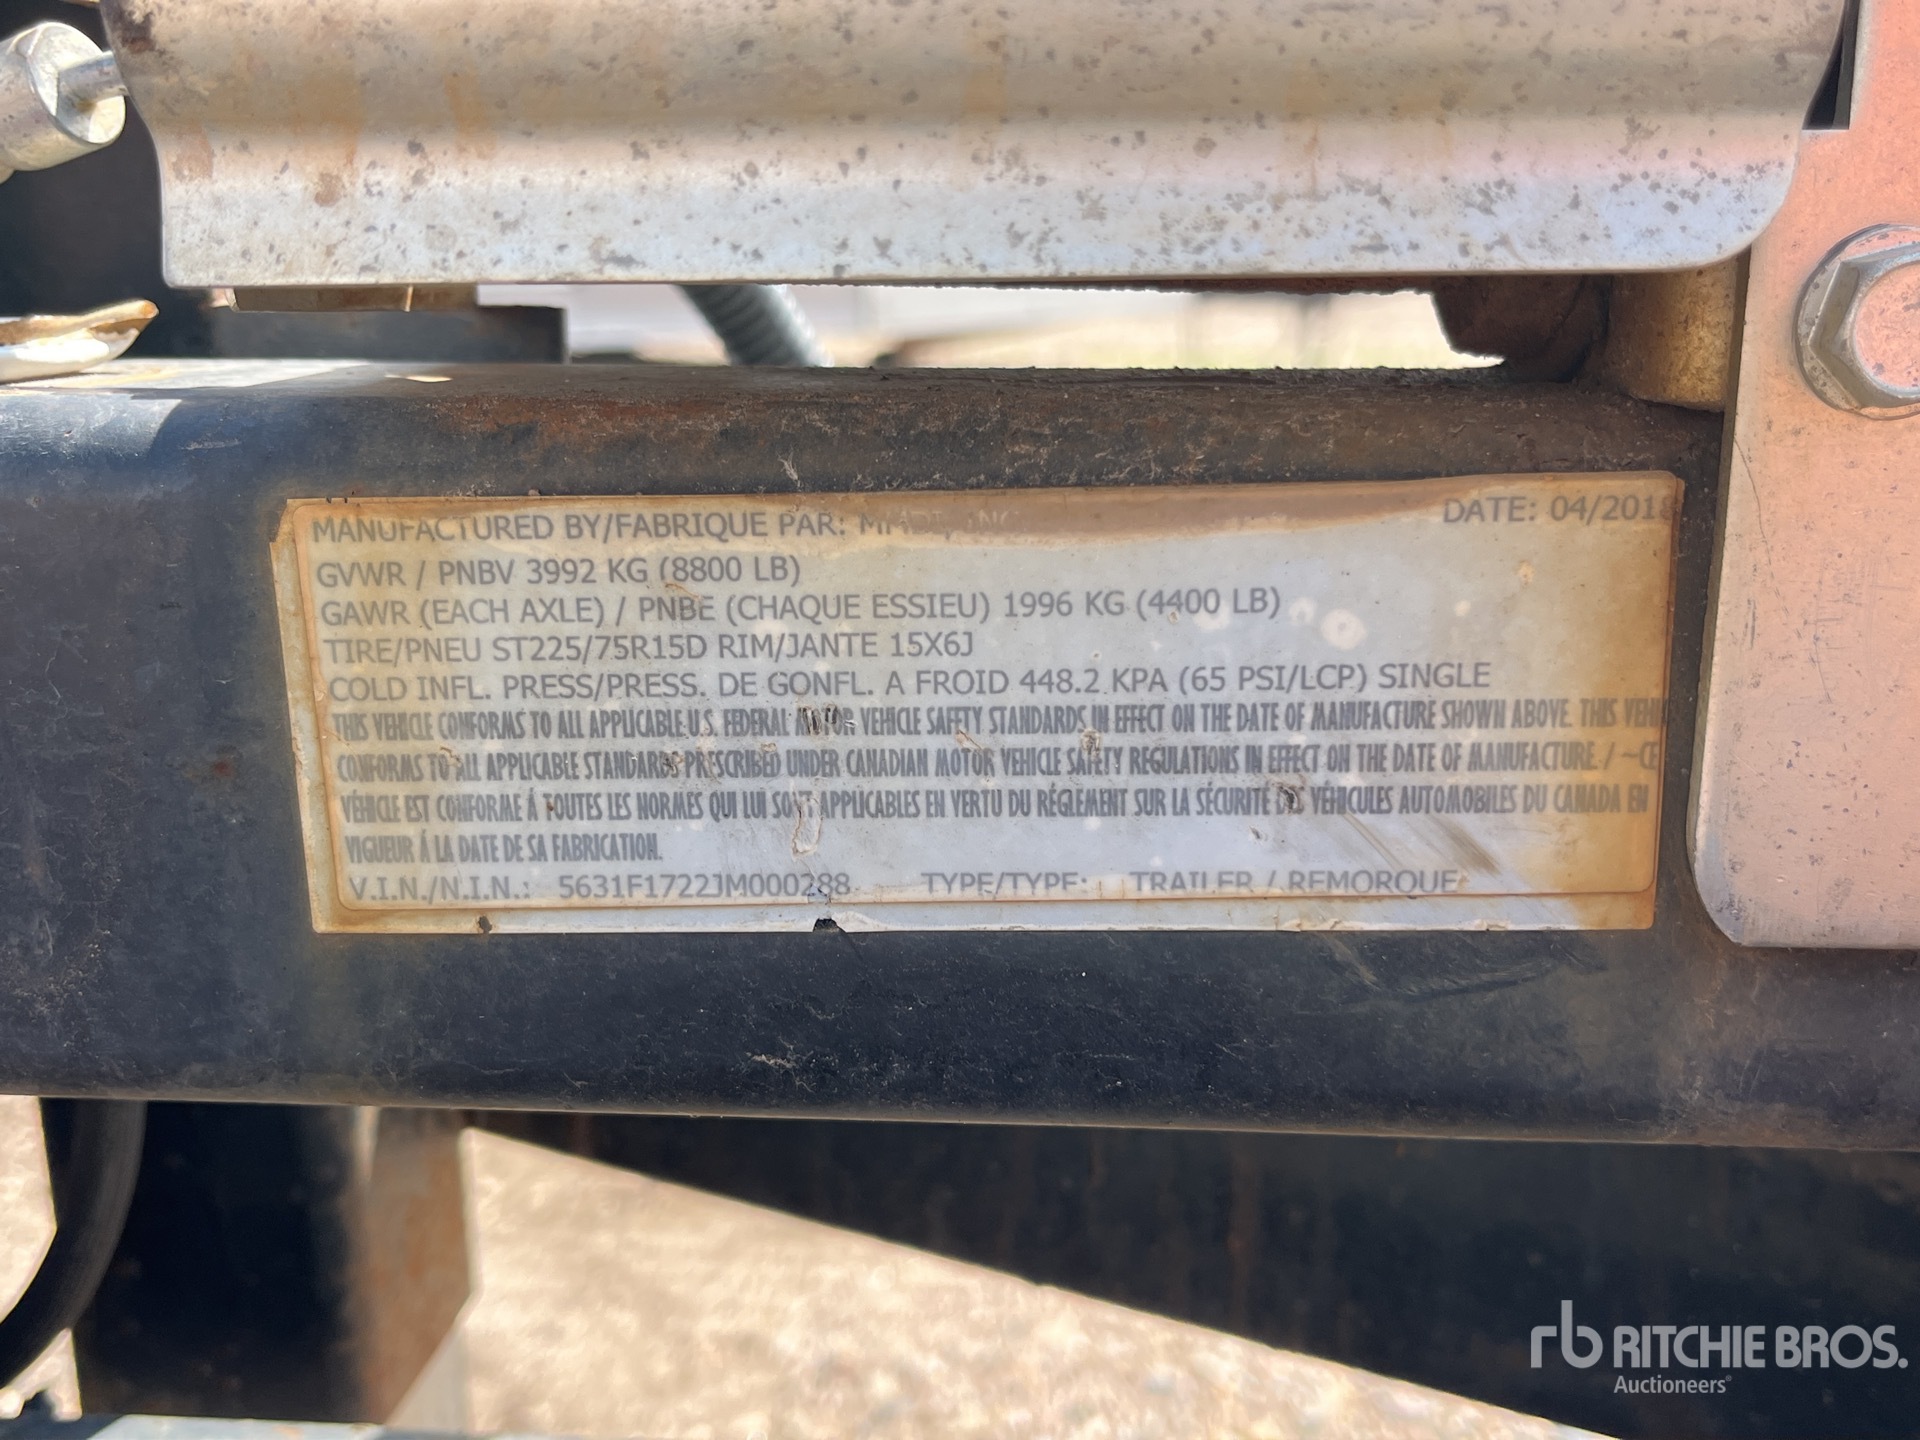 MANUFACTURED BY/FABRIQUE PAR: DATE: 04/2018
GVWR / PNBV 3992 KG (8800 LB)
GAWR (EACH AXLE) / PNBE (CHAQUE ESSIEU) 1996 KG (4400 LB)
TIRE/PNEU ST225/75R15D RIM/JANTE 15X6J
COLD INFL. PRESS/PRESS. DE GONFL. A FROID 448.2 KPA (65 PSI/LCP) SINGLE
THIS VEHICLE CONFORMS TO ALL APPLICABLE U.S. FEDERAL MOTOR VEHICLE SAFETY STANDARDS IN EFFECT ON THE DATE OF MANUFACTURE SHOWN ABOVE. THIS VEHI
CONFORMS TO ALL APPLICABLE STANDARDS PRESCRIBED UNDER CANADIAN MOTOR VEHICLE SAFETY REGULATIONS IN EFFECT ON THE DATE OF MANUFACTURE. / ~CE
VÉHICLE EST CONFORME Á TOUTES LES NORMES QUI LUI SONT APPLICABLES EN VERTU DU RÉGLEMENT SUR LA SÉCURITÉ DES VÉHICULES AUTOMOBILES DU CANADA EN
VIGUEUR Á LA DATE DE SA FABRICATION.
V.I.N./N.I.N.: 5631F1722JM000288 TYPE/TYPE: TRAILER / REMORQUE
rb RITCHIE BROS.
Auctioneers®